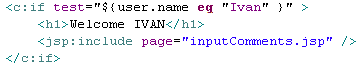 <c:if test="${user.name eq "Ivan" }" >
<h1>Welcome IVAN</h1>
<jsp:include page="inputComments.jsp" />
</c:if>